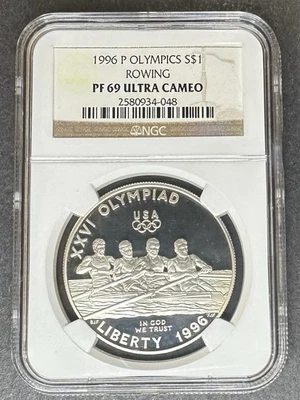 1996 P OLYMPICS S$1
ROWING
PF 69 ULTRA CAMEO
2580934-048
NGC
XXVI OLYMPIAD
USA
IN GOD
WE TRUST
LIBERTY 1996